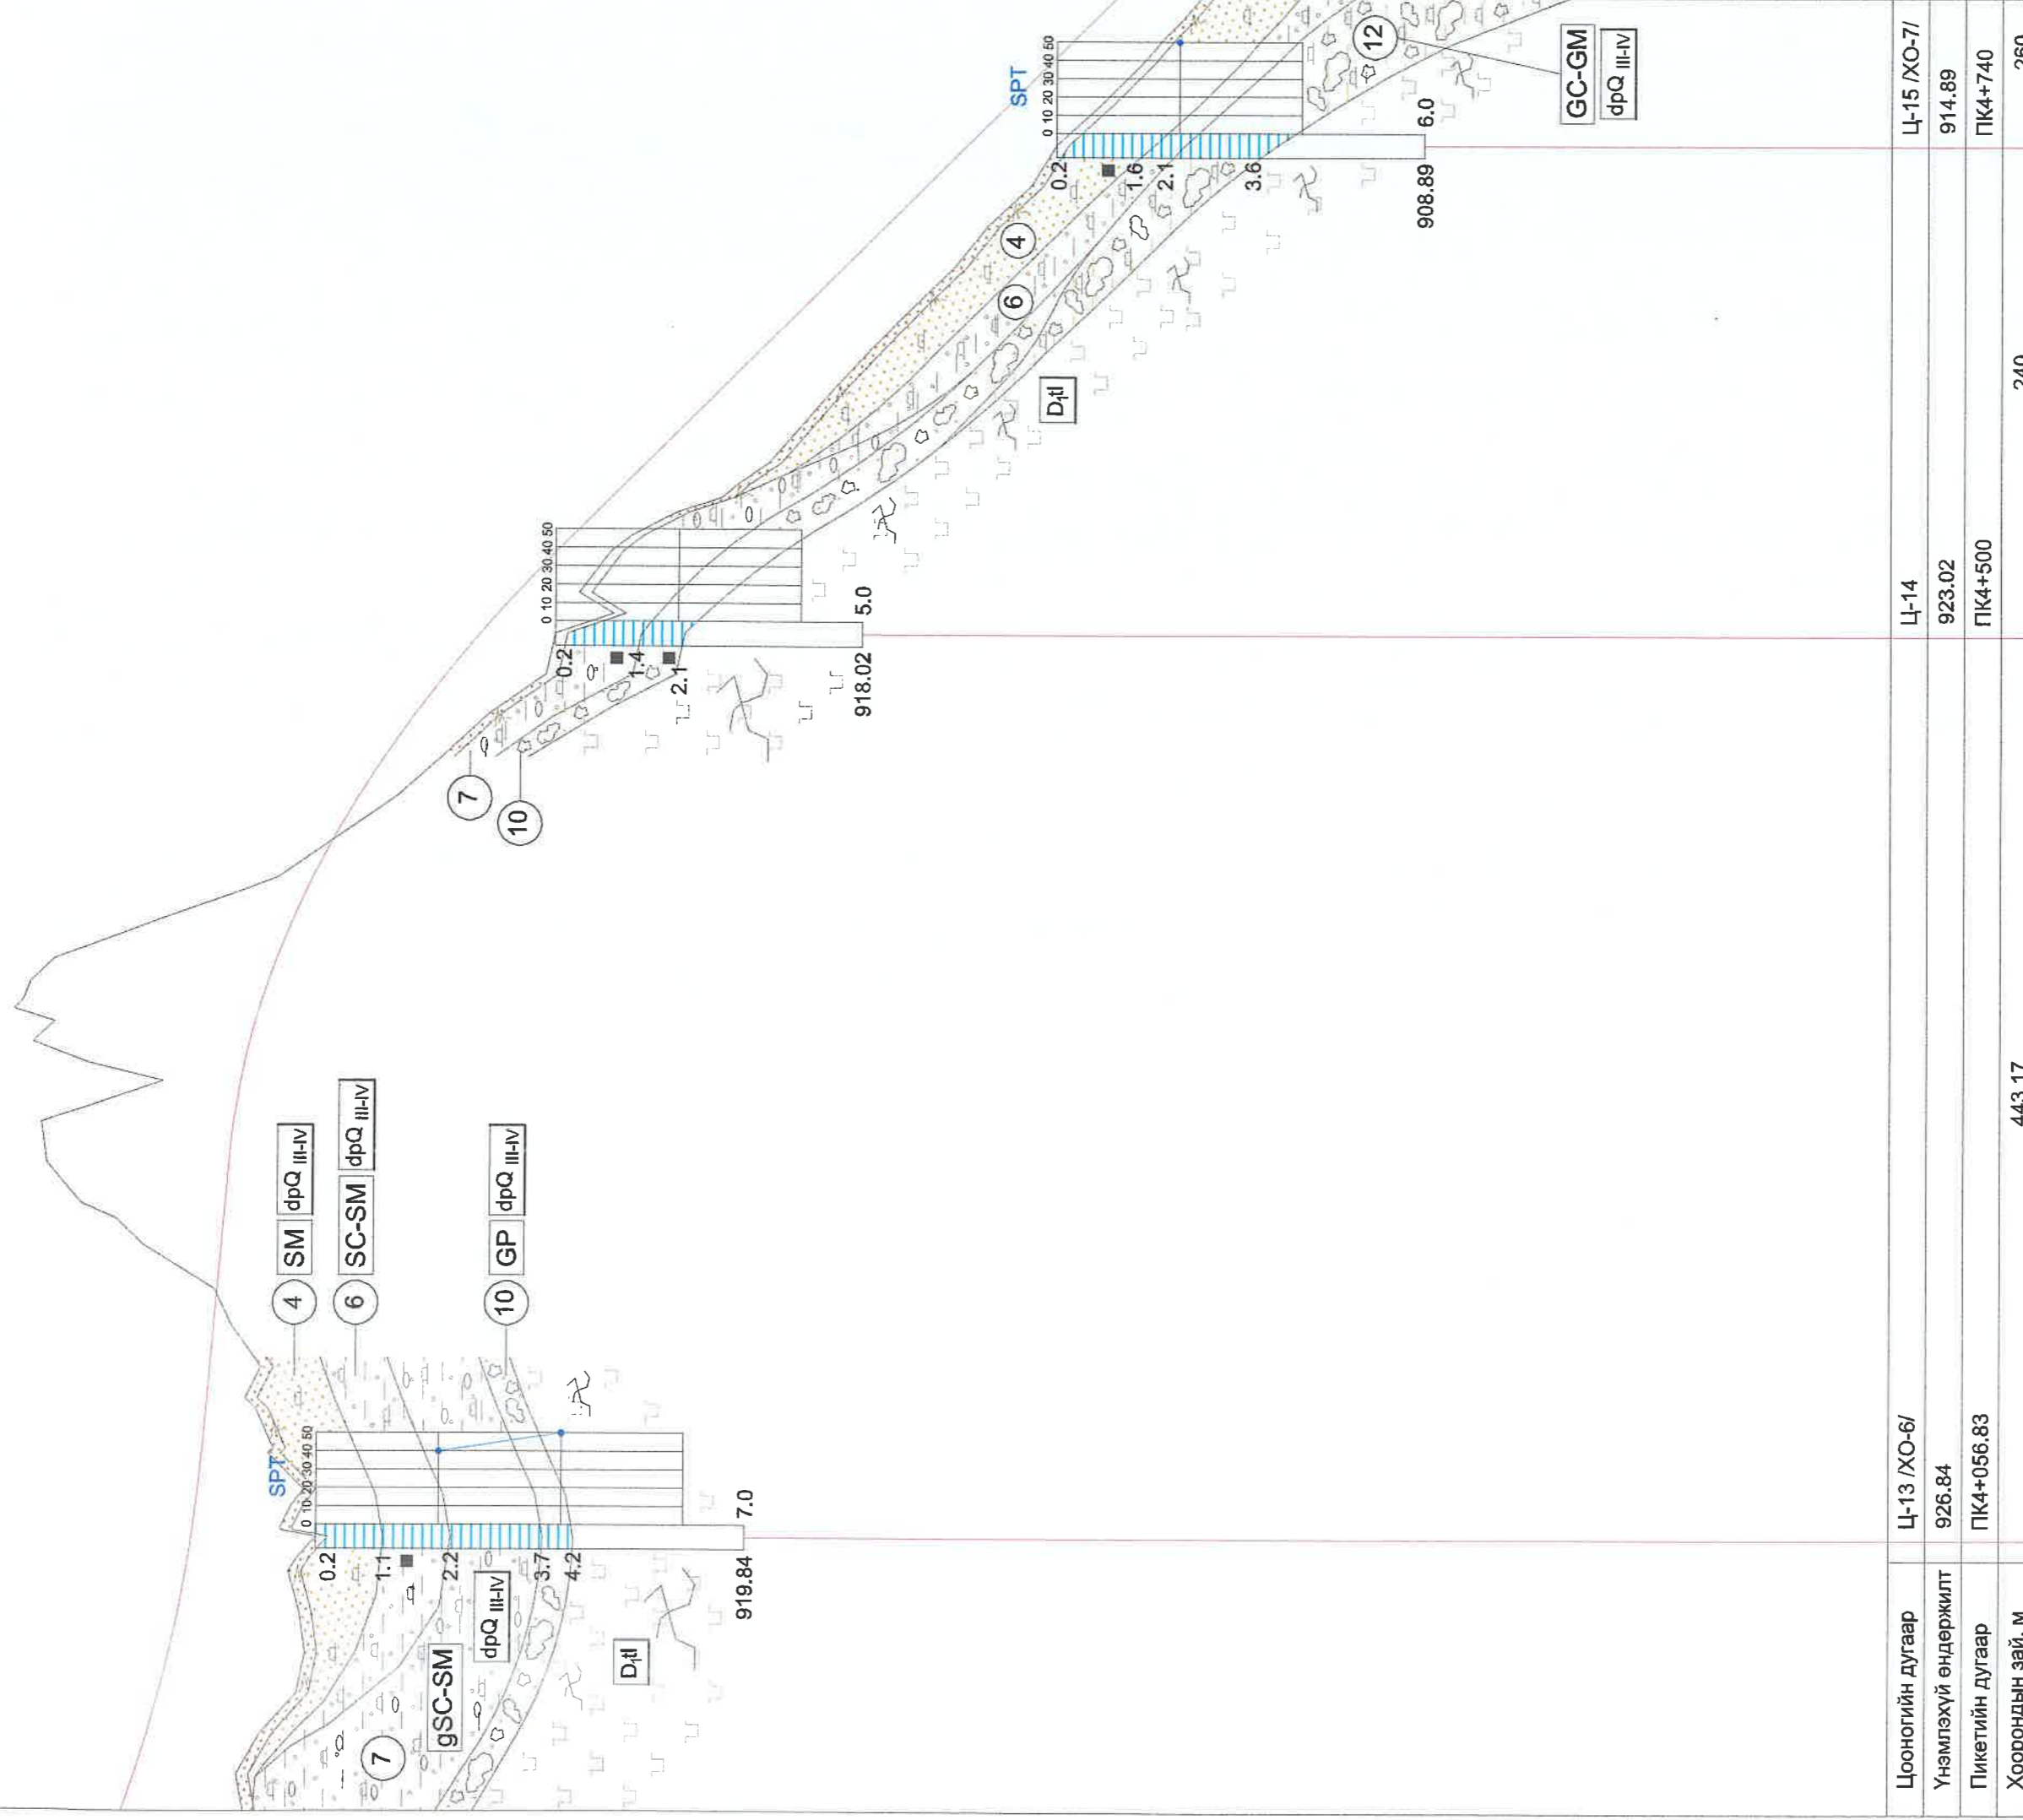 SPT
0 10 20 30 40 50
0.2
1.1
2.2
3.7
4.2
7.0
919.84
4 SM dpQ III-IV
6 SC-SM dpQ III-IV
10 GP dpQ III-IV
7
gSC-SM
dpQ III-IV
D1tl
7
10
0 10 20 30 40 50
0.2
1.4
2.1
5.0
918.02
SPT
0 10 20 30 40 50
0.2
1.6
2.1
3.6
6.0
908.89
4
6
D1tl
12
GC-GM
dpQ III-IV
Цооногийн дугаар Ц-13 /ХО-6/ Ц-14 Ц-15 /ХО-7/
Үнэмлэхүй өндөржилт 926.84 923.02 914.89
Пикетийн дугаар ПК4+056.83 ПК4+500 ПК4+740
Хоорондын зай, м 443.17 240 260